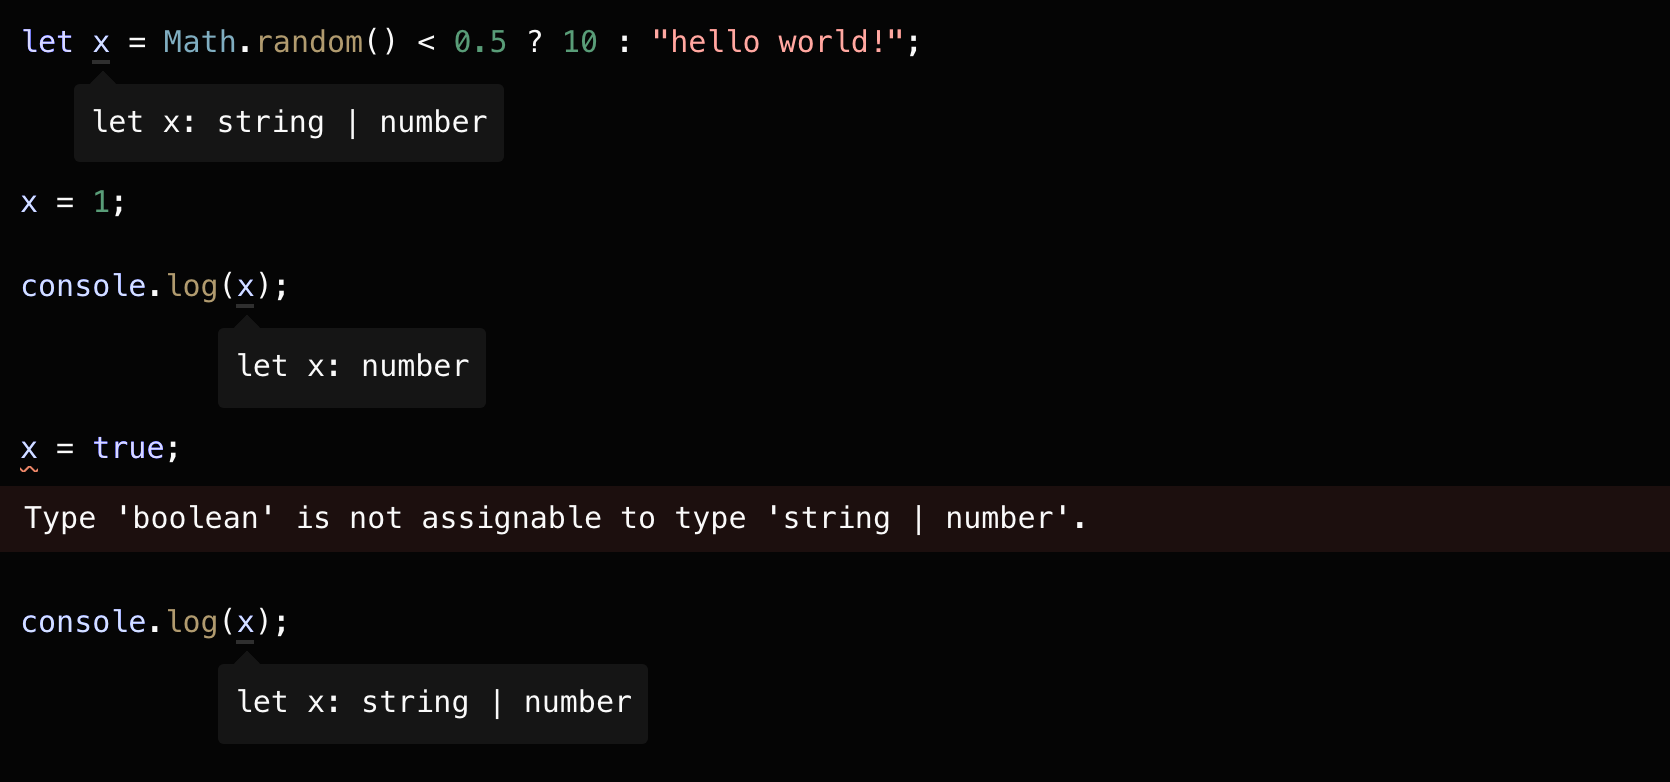 let x = Math.random() < 0.5 ? 10 : "hello world!";
let x: string | number
x = 1;
console.log(x);
let x: number
x = true;
Type 'boolean' is not assignable to type 'string | number'.
console.log(x);
let x: string | number